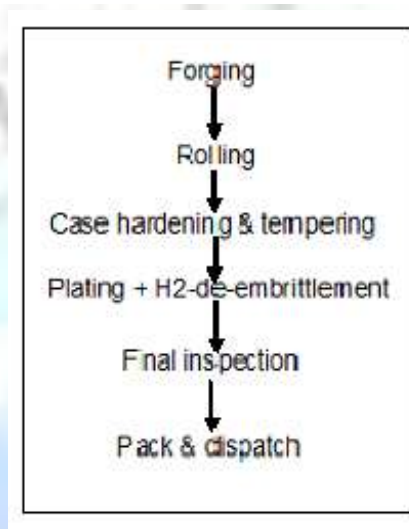 Forging
Rolling
Case hardening & tempering
Plating + H2-de-embrittlement
Final inspection
Pack & dispatch